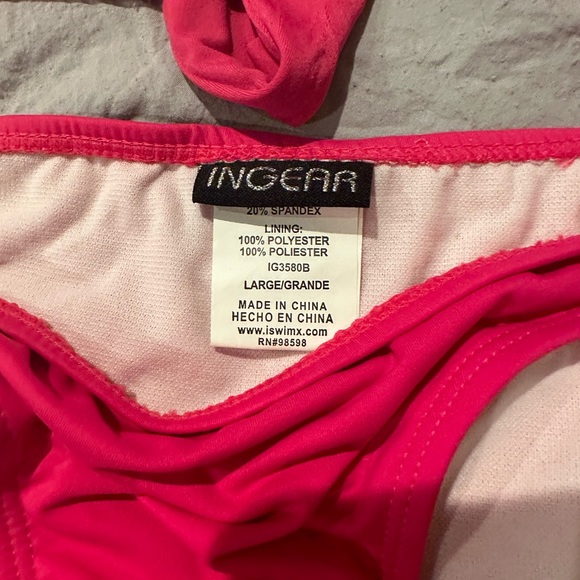 INGEAR
20% SPANDEX
LINING:
100% POLYESTER
100% POLIESTER
IG3580B
LARGE/GRANDE
MADE IN CHINA
HECHO EN CHINA
www.iswimx.com
RN#98598